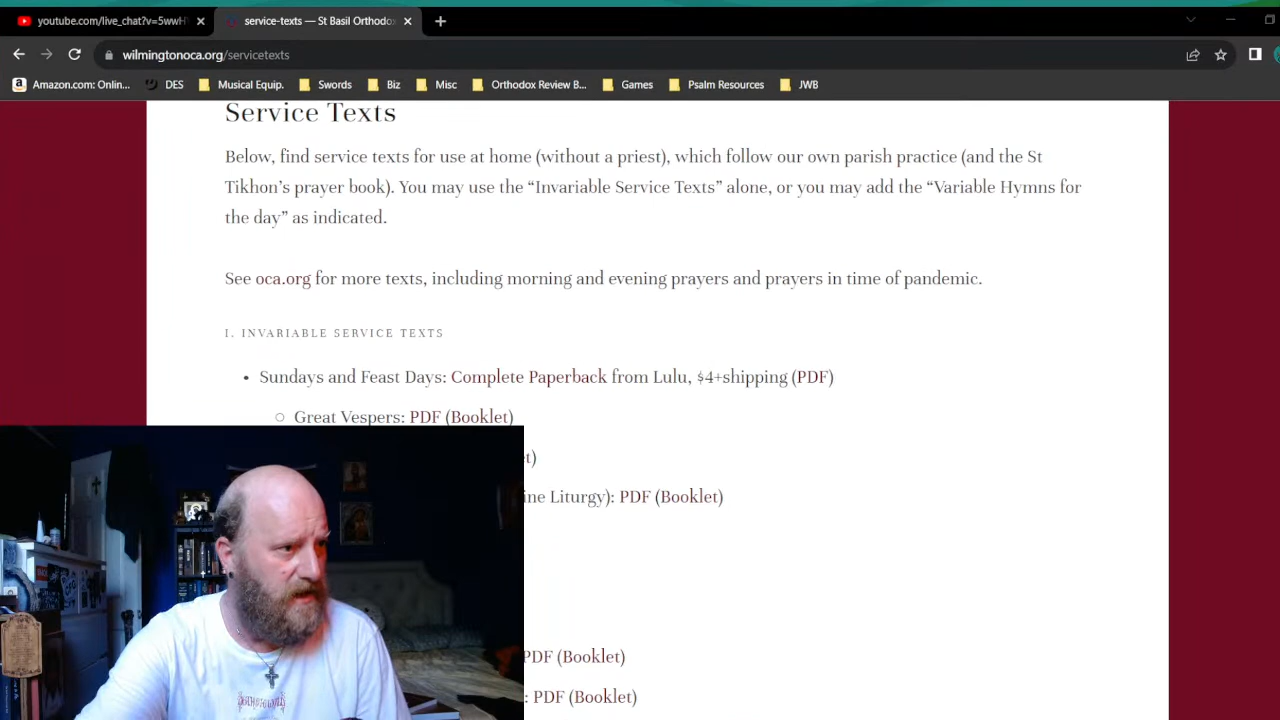 youtube.com/live_chat?v=5wwH
service-texts — St Basil Orthodox
wilmingtonoca.org/servicetexts
Amazon.com: Onlin...
DES
Musical Equip.
Swords
Biz
Misc
Orthodox Review B...
Games
Psalm Resources
JWB
Service Texts
Below, find service texts for use at home (without a priest), which follow our own parish practice (and the St
Tikhon’s prayer book). You may use the “Invariable Service Texts” alone, or you may add the “Variable Hymns for
the day” as indicated.
See oca.org for more texts, including morning and evening prayers and prayers in time of pandemic.
I. INVARIABLE SERVICE TEXTS
• Sundays and Feast Days: Complete Paperback from Lulu, $4+shipping (PDF)
○ Great Vespers: PDF (Booklet)
et)
ine Liturgy): PDF (Booklet)
PDF (Booklet)
: PDF (Booklet)